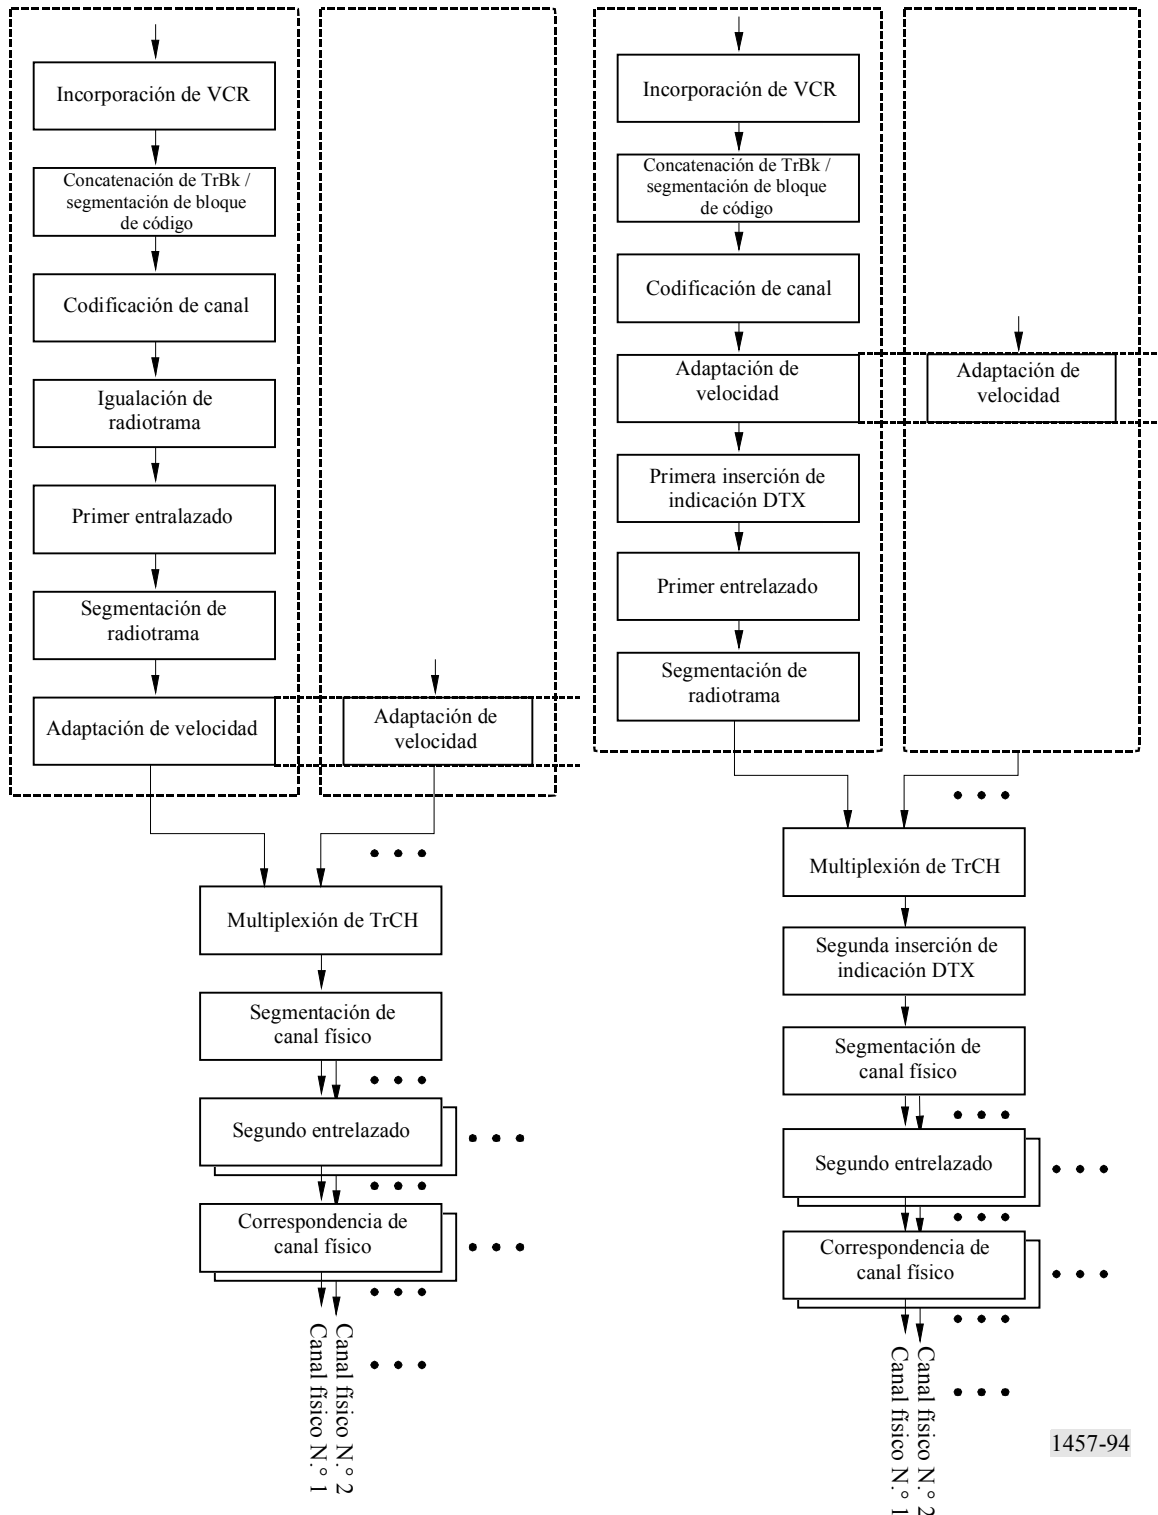 Incorporación de VCR
Concatenación de TrBk /
segmentación de bloque
de código
Codificación de canal
Igualación de
radiotrama
Primer entralazado
Segmentación de
radiotrama
Adaptación de velocidad
Adaptación de
velocidad
Multiplexión de TrCH
Segmentación de
canal físico
Segundo entrelazado
Correspondencia de
canal físico
Canal físico N.° 2
Canal físico N.° 1
Incorporación de VCR
Concatenación de TrBk /
segmentación de bloque
de código
Codificación de canal
Adaptación de
velocidad
Adaptación de
velocidad
Primera inserción de
indicación DTX
Primer entrelazado
Segmentación de
radiotrama
Multiplexión de TrCH
Segunda inserción de
indicación DTX
Segmentación de
canal físico
Segundo entrelazado
Correspondencia de
canal físico
Canal físico N.° 2
Canal físico N.° 1
1457-94